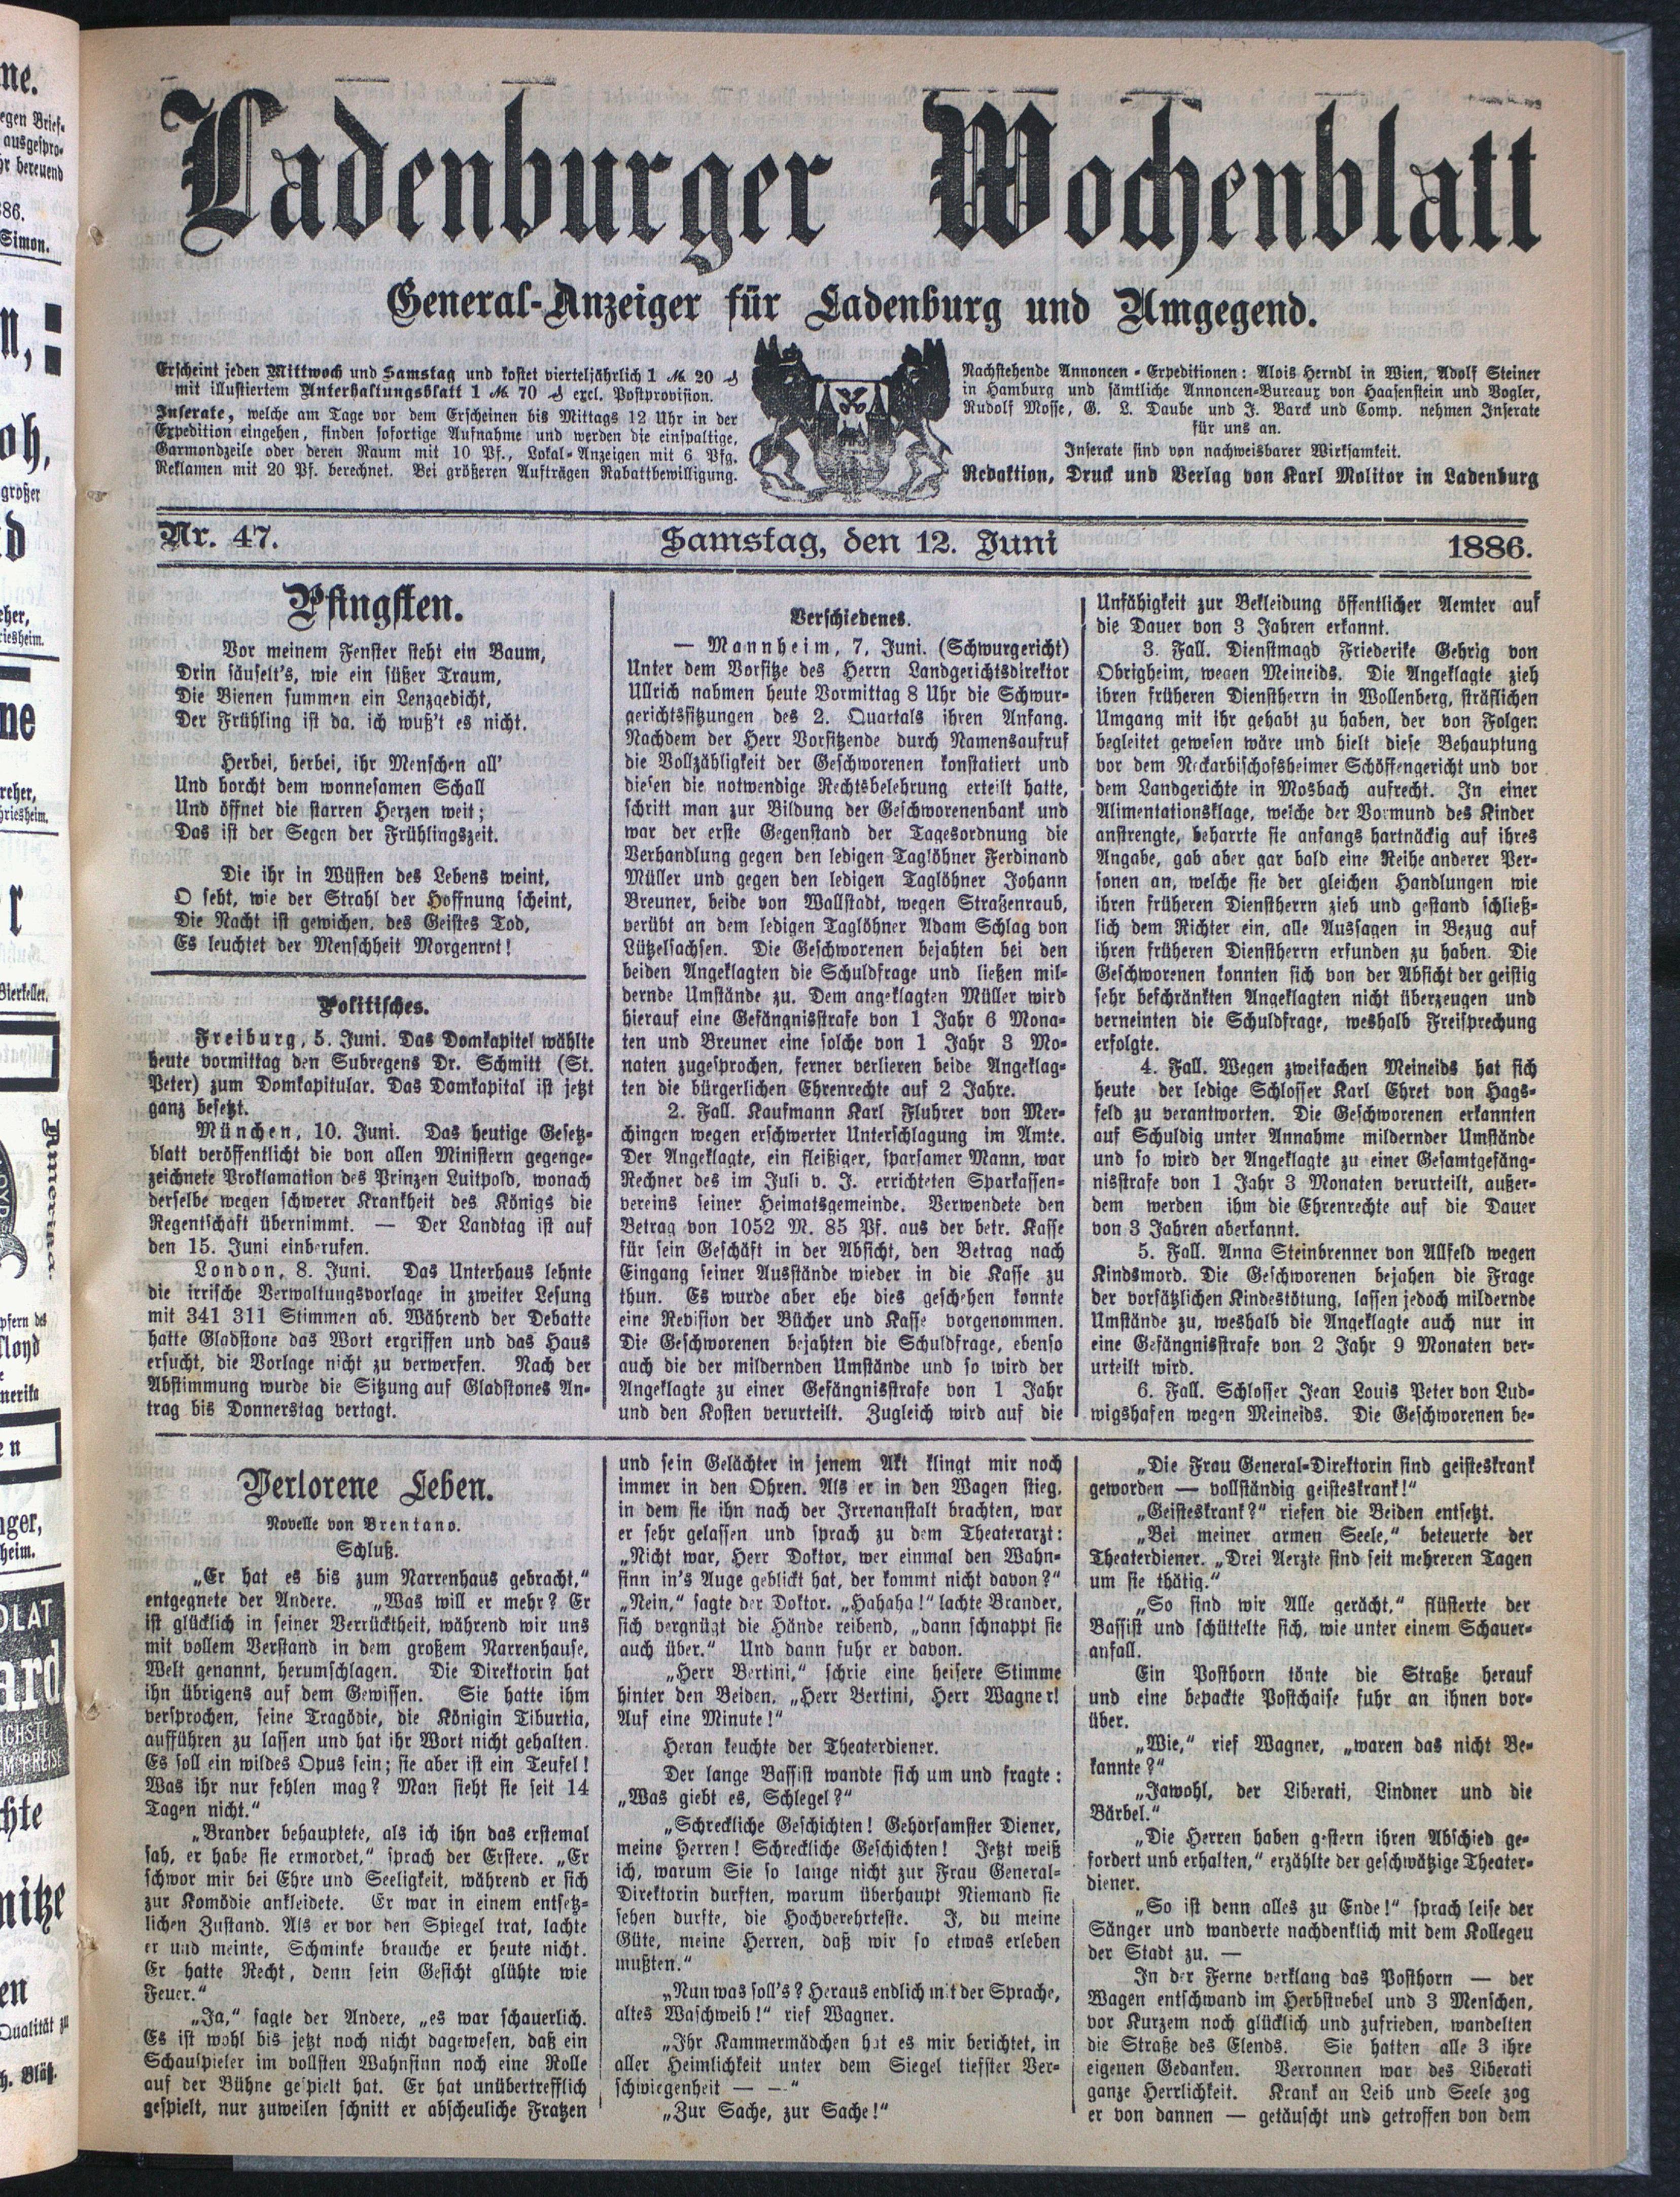 Ladenburger Wochenblatt
General-Anzeiger für Ladenburg und Umgegend.
Erscheint jeden Mittwoch und Samstag und kostet vierteljährlich 1 M. 20 ₰
mit illustriertem Unterhaltungsblatt 1 M. 70 ₰ excl. Postprovision.
Inserate, welche am Tage vor dem Erscheinen bis Mittags 12 Uhr in der
Expedition eingehen, finden sofortige Aufnahme und werden die einspaltige,
Garmondzeile oder deren Raum mit 10 Pf., Lokal-Anzeigen mit 6 Pfg.
Reklamen mit 20 Pf. berechnet. Bei größeren Aufträgen Rabattbewilligung.
Nachstehende Annoncen-Expeditionen: Alois Herndl in Wien, Adolf Steiner
in Hamburg und sämtliche Annoncen-Bureaux von Haasenstein und Vogler,
Rudolf Mosse, G. L. Daube und J. Barck und Comp. nehmen Inserate
für uns an.
Inserate sind von nachweisbarer Wirksamkeit.
Redaktion, Druck und Verlag von Karl Molitor in Ladenburg
Nr. 47.
Samstag, den 12. Juni
1886.
Pfingsten.
Vor meinem Fenster steht ein Baum,
Drin säuselt's, wie ein süßer Traum,
Die Bienen summen ein Lenzgedicht,
Der Frühling ist da, ich wuß't es nicht.
Herbei, herbei, ihr Menschen all'
Und horcht dem wonnesamen Schall
Und öffnet die starren Herzen weit;
Das ist der Segen der Frühlingszeit.
Die ihr in Wüsten des Lebens weint,
O seht, wie der Strahl der Hoffnung scheint,
Die Nacht ist gewichen, des Geistes Tod,
Es leuchtet der Menschheit Morgenrot!
Politisches.
Freiburg, 5. Juni. Das Domkapitel wählte
heute vormittag den Subregens Dr. Schmitt (St.
Peter) zum Domkapitular. Das Domkapital ist jetzt
ganz besetzt.
München, 10. Juni. Das heutige Gesetz-
blatt veröffentlicht die von allen Ministern gegenge-
zeichnete Proklamation des Prinzen Luitpold, wonach
derselbe wegen schwerer Krankheit des Königs die
Regentschaft übernimmt. — Der Landtag ist auf
den 15. Juni einberufen.
London, 8. Juni. Das Unterhaus lehnte
die irrische Verwaltungsvorlage in zweiter Lesung
mit 341 311 Stimmen ab. Während der Debatte
hatte Gladstone das Wort ergriffen und das Haus
ersucht, die Vorlage nicht zu verwerfen. Nach der
Abstimmung wurde die Sitzung auf Gladstones An-
trag bis Donnerstag vertagt.
Verschiedenes.
— Mannheim, 7. Juni. (Schwurgericht)
Unter dem Vorsitze des Herrn Landgerichtsdirektor
Ullrich nahmen heute Vormittag 8 Uhr die Schwur-
gerichtssitzungen des 2. Quartals ihren Anfang.
Nachdem der Herr Vorsitzende durch Namensaufruf
die Vollzähligkeit der Geschworenen konstatiert und
diesen die notwendige Rechtsbelehrung erteilt hatte,
schritt man zur Bildung der Geschworenenbank und
war der erste Gegenstand der Tagesordnung die
Verhandlung gegen den ledigen Taglöhner Ferdinand
Müller und gegen den ledigen Taglöhner Johann
Breuner, beide von Wallstadt, wegen Straßenraub,
verübt an dem ledigen Taglöhner Adam Schlag von
Lützelsachsen. Die Geschworenen bejahten bei den
beiden Angeklagten die Schuldfrage und ließen mil-
dernde Umstände zu. Dem angeklagten Müller wird
hierauf eine Gefängnisstrafe von 1 Jahr 6 Mona-
ten und Breuner eine solche von 1 Jahr 3 Mo-
naten zugesprochen, ferner verlieren beide Angeklag-
ten die bürgerlichen Ehrenrechte auf 2 Jahre.
2. Fall. Kaufmann Karl Fluhrer von Mer-
chingen wegen erschwerter Unterschlagung im Amte.
Der Angeklagte, ein fleißiger, sparsamer Mann, war
Rechner des im Juli v. J. errichteten Sparkassen-
vereins seiner Heimatsgemeinde. Verwendete den
Betrag von 1052 M. 85 Pf. aus der betr. Kasse
für sein Geschäft in der Absicht, den Betrag nach
Eingang seiner Ausstände wieder in die Kasse zu
thun. Es wurde aber ehe dies geschehen konnte
eine Revision der Bücher und Kasse vorgenommen.
Die Geschworenen bejahten die Schuldfrage, ebenso
auch die der mildernden Umstände und so wird der
Angeklagte zu einer Gefängnisstrafe von 1 Jahr
und den Kosten verurteilt. Zugleich wird auf die
Unfähigkeit zur Bekleidung öffentlicher Aemter auf
die Dauer von 3 Jahren erkannt.
3. Fall. Dienstmagd Friederike Gehrig von
Obrigheim, wegen Meineids. Die Angeklagte zieh
ihren früheren Dienstherrn in Wollenberg, sträflichen
Umgang mit ihr gehabt zu haben, der von Folgen
begleitet gewesen wäre und hielt diese Behauptung
vor dem Neckarbischofsheimer Schöffengericht und vor
dem Landgerichte in Mosbach aufrecht. In einer
Alimentationsklage, welche der Vormund des Kinder
anstrengte, beharrte sie anfangs hartnäckig auf ihres
Angabe, gab aber gar bald eine Reihe anderer Per-
sonen an, welche sie der gleichen Handlungen wie
ihren früheren Dienstherrn zieh und gestand schließ-
lich dem Richter ein, alle Aussagen in Bezug auf
ihren früheren Dienstherrn erfunden zu haben. Die
Geschworenen konnten sich von der Absicht der geistig
sehr beschränkten Angeklagten nicht überzeugen und
verneinten die Schuldfrage, weshalb Freisprechung
erfolgte.
4. Fall. Wegen zweifachen Meineids hat sich
heute der ledige Schlosser Karl Ehret von Hags-
feld zu verantworten. Die Geschworenen erkannten
auf Schuldig unter Annahme mildernder Umstände
und so wird der Angeklagte zu einer Gesamtgefäng-
nisstrafe von 1 Jahr 3 Monaten verurteilt, außer-
dem werden ihm die Ehrenrechte auf die Dauer
von 3 Jahren aberkannt.
5. Fall. Anna Steinbrenner von Allfeld wegen
Kindsmord. Die Geschworenen bejahen die Frage
der vorsätzlichen Kindestötung, lassen jedoch mildernde
Umstände zu, weshalb die Angeklagte auch nur in
eine Gefängnisstrafe von 2 Jahr 9 Monaten ver-
urteilt wird.
6. Fall. Schlosser Jean Louis Peter von Lud-
wigshafen wegen Meineids. Die Geschworenen be-
Verlorene Leben.
Novelle von Brentano.
Schluß.
„Er hat es bis zum Narrenhaus gebracht,“
entgegnete der Andere. „Was will er mehr? Er
ist glücklich in seiner Verrücktheit, während wir uns
mit vollem Verstand in dem großem Narrenhause,
Welt genannt, herumschlagen. Die Direktorin hat
ihn übrigens auf dem Gewissen. Sie hatte ihm
versprochen, seine Tragödie, die Königin Tiburtia,
aufführen zu lassen und hat ihr Wort nicht gehalten.
Es soll ein wildes Opus sein; sie aber ist ein Teufel!
Was ihr nur fehlen mag? Man sieht sie seit 14
Tagen nicht.“
„Brander behauptete, als ich ihn das erstemal
sah, er habe sie ermordet,“ sprach der Erstere. „Er
schwor mir bei Ehre und Seeligkeit, während er sich
zur Komödie ankleidete. Er war in einem entsetz-
lichen Zustand. Als er vor den Spiegel trat, lachte
er und meinte, Schminke brauche er heute nicht.
Er hatte Recht, denn sein Gesicht glühte wie
Feuer.“
„Ja,“ sagte der Andere, „es war schauerlich.
Es ist wohl bis jetzt noch nicht dagewesen, daß ein
Schauspieler im vollsten Wahnsinn noch eine Rolle
auf der Bühne gespielt hat. Er hat unübertrefflich
gespielt, nur zuweilen schnitt er abscheuliche Fratzen
und sein Gelächter in jenem Akt klingt mir noch
immer in den Ohren. Als er in den Wagen stieg,
in dem sie ihn nach der Irrenanstalt brachten, war
er sehr gelassen und sprach zu dem Theaterarzt:
„Nicht war, Herr Doktor, wer einmal den Wahn-
sinn in's Auge geblickt hat, der kommt nicht davon?“
„Nein,“ sagte der Doktor. „Hahaha!“ lachte Brander,
sich vergnügt die Hände reibend, „dann schnappt sie
auch über.“ Und dann fuhr er davon.
„Herr Bertini,“ schrie eine heisere Stimme
hinter den Beiden. „Herr Bertini, Herr Wagner!
Auf eine Minute!“
Heran keuchte der Theaterdiener.
Der lange Bassist wandte sich um und fragte:
„Was giebt es, Schlegel?“
„Schreckliche Geschichten! Gehorsamster Diener,
meine Herren! Schreckliche Geschichten! Jetzt weiß
ich, warum Sie so lange nicht zur Frau General-
Direktorin durften, warum überhaupt Niemand sie
sehen durfte, die Hochverehrteste. J, du meine
Güte, meine Herren, daß wir so etwas erleben
mußten.“
„Nun was soll's? Heraus endlich mit der Sprache,
altes Waschweib!“ rief Wagner.
„Ihr Kammermädchen hat es mir berichtet, in
aller Heimlichkeit unter dem Siegel tiefster Ver-
schwiegenheit — —“
„Zur Sache, zur Sache!“
„Die Frau General-Direktorin sind geisteskrank
geworden — vollständig geisteskrank!“
„Geisteskrank?“ riefen die Beiden entsetzt.
„Bei meiner armen Seele,“ beteuerte der
Theaterdiener. „Drei Aerzte sind seit mehreren Tagen
um sie thätig.“
„So sind wir Alle gerächt,“ flüsterte der
Bassist und schüttelte sich, wie unter einem Schauer-
anfall.
Ein Posthorn tönte die Straße herauf
und eine bepackte Postchaise fuhr an ihnen vor-
über.
„Wie,“ rief Wagner, „waren das nicht Be-
kannte?“
„Jawohl, der Liberati, Lindner und die
Bärbel.“
„Die Herren haben gestern ihren Abschied ge-
fordert unb erhalten,“ erzählte der geschwätzige Theater-
diener.
„So ist denn alles zu Ende!“ sprach leise der
Sänger und wanderte nachdenklich mit dem Kollegeu
der Stadt zu. —
In der Ferne verklang das Posthorn — der
Wagen entschwand im Herbstnebel und 3 Menschen,
vor Kurzem noch glücklich und zufrieden, wandelten
die Straße des Elends. Sie hatten alle 3 ihre
eigenen Gedanken. Verronnen war des Liberati
ganze Herrlichkeit. Krank an Leib und Seele zog
er von dannen — getäuscht und getroffen von dem